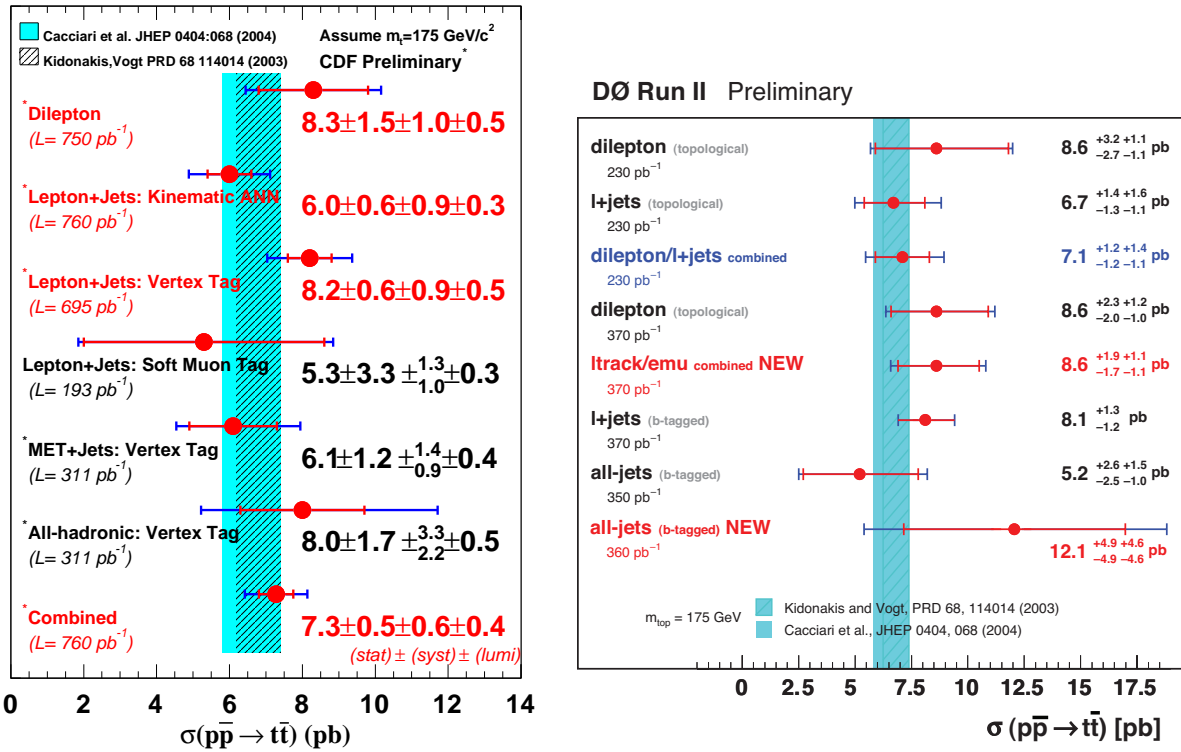 Cacciari et al. JHEP 0404:068 (2004)
Kidonakis,Vogt PRD 68 114014 (2003)
Assume mt=175 GeV/c2
CDF Preliminary*
*Dilepton
(L= 750 pb-1)
8.3±1.5±1.0±0.5
*Lepton+Jets: Kinematic ANN
(L= 760 pb-1)
6.0±0.6±0.9±0.3
*Lepton+Jets: Vertex Tag
(L= 695 pb-1)
8.2±0.6±0.9±0.5
Lepton+Jets: Soft Muon Tag
(L= 193 pb-1)
5.3±3.3 ±1.3 1.0±0.3
*MET+Jets: Vertex Tag
(L= 311 pb-1)
6.1±1.2 ±1.4 0.9±0.4
*All-hadronic: Vertex Tag
(L= 311 pb-1)
8.0±1.7 ±3.3 2.2±0.5
*Combined
(L= 760 pb-1)
7.3±0.5±0.6±0.4
(stat) ± (syst) ± (lumi)
0 2 4 6 8 10 12 14
σ(pp̄ → tt̄) (pb)
DØ Run II Preliminary
dilepton (topological)
230 pb−1
8.6 +3.2 +1.1 −2.7 −1.1 pb
l+jets (topological)
230 pb−1
6.7 +1.4 +1.6 −1.3 −1.1 pb
dilepton/l+jets combined
230 pb−1
7.1 +1.2 +1.4 −1.2 −1.1 pb
dilepton (topological)
370 pb−1
8.6 +2.3 +1.2 −2.0 −1.0 pb
ltrack/emu combined NEW
370 pb−1
8.6 +1.9 +1.1 −1.7 −1.1 pb
l+jets (b-tagged)
370 pb−1
8.1 +1.3 −1.2 pb
all-jets (b-tagged)
350 pb−1
5.2 +2.6 +1.5 −2.5 −1.0 pb
all-jets (b-tagged) NEW
360 pb−1
12.1 +4.9 +4.6 −4.9 −4.6 pb
mtop = 175 GeV
Kidonakis and Vogt, PRD 68, 114014 (2003)
Cacciari et al., JHEP 0404, 068 (2004)
0 2.5 5 7.5 10 12.5 15 17.5
σ (pp̄ → tt̄) [pb]